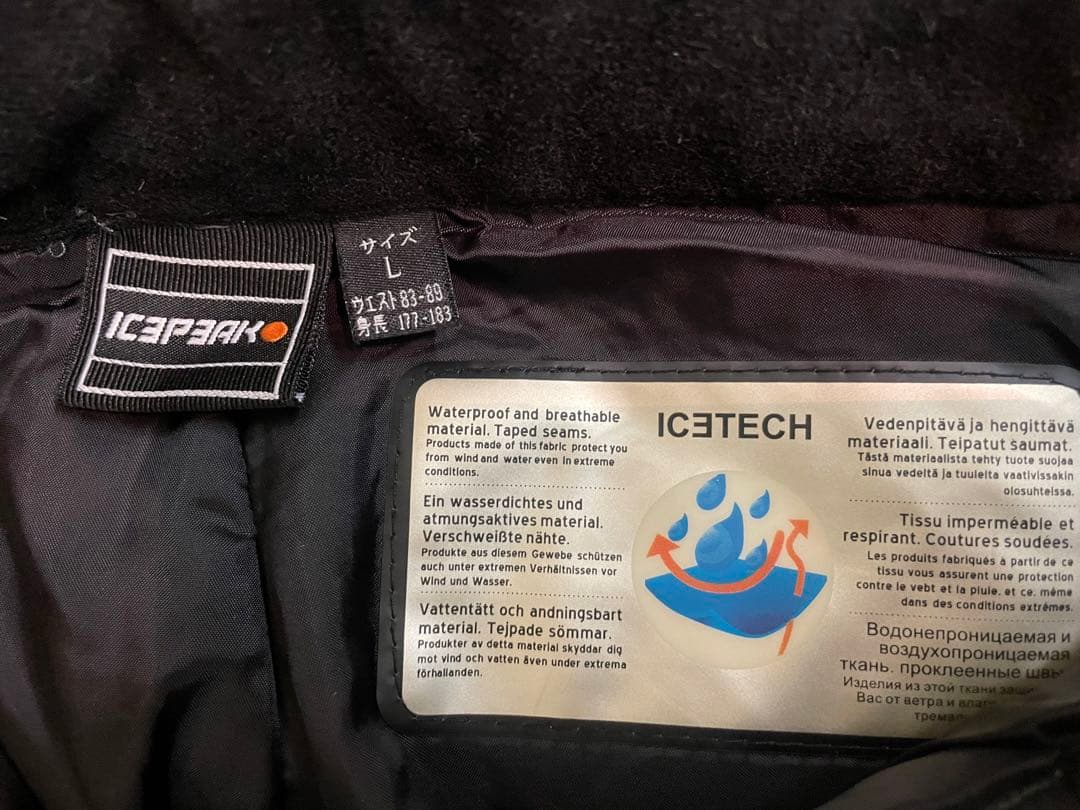 ICEPEAK
サイズ
L
ウエスト83-89
身長 177-183
ICETECH
Waterproof and breathable
material. Taped seams.
Products made of this fabric protect you
from wind and water even in extreme
conditions.
Ein wasserdichtes und
atmungsaktives material.
Verschweißte nähte.
Produkte aus diesem Gewebe schützen
auch unter extremen Verhältnissen vor
Wind und Wasser.
Vattentätt och andningsbart
material. Tejpade sömmar.
Produkter av detta material skyddar dig
mot vind och vatten även under extrema
förhallanden.
Vedenpitävä ja hengittävä
materiaali. Teipatut saumat.
Tästä materiaalista tehty tuote suojaa
sinua vedeltä ja tuulelta vaativissakin
olosuhteissa.
Tissu imperméable et
respirant. Coutures soudées.
Les produits fabriqués à partir de ce
tissu vous assurent une protection
contre le vebt et la pluie, et ce, même
dans des conditions extrêmes.
Водонепроницаемая и
воздухопроницаемая
ткань. проклеенные швы
Изделия из этой ткани
Вас от ветра и